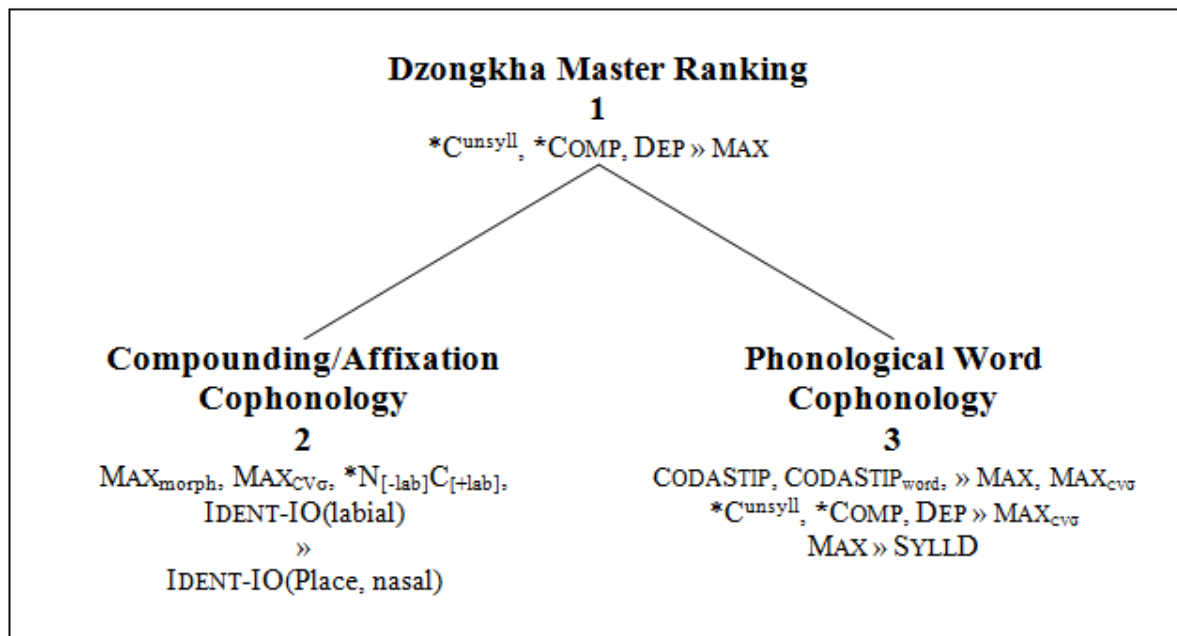 Dzongkha Master Ranking
1
*Cᵘⁿˢʸˡˡ, *COMP, DEP » MAX
Compounding/Affixation
Cophonology
2
MAXmorph, MAXCVσ, *N[-lab]C[+lab],
IDENT-IO(labial)
»
IDENT-IO(Place, nasal)
Phonological Word
Cophonology
3
CODASTIP, CODASTIPword, » MAX, MAXCVσ
*Cᵘⁿˢʸˡˡ, *COMP, DEP » MAXCVσ
MAX » SYLLD